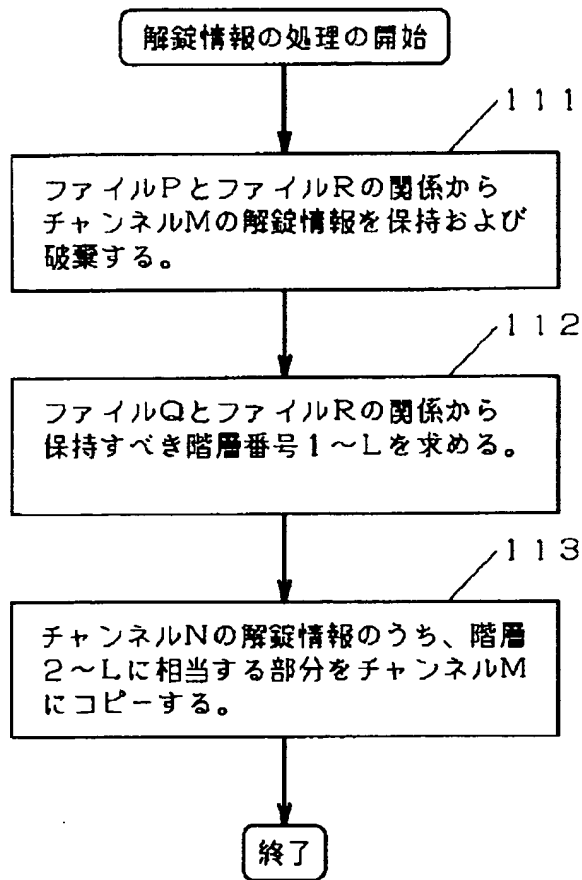 解錠情報の処理の開始
111
ファイルPとファイルRの関係から
チャンネルMの解錠情報を保持および
破棄する。
112
ファイルQとファイルRの関係から
保持すべき階層番号1～Lを求める。
113
チャンネルNの解錠情報のうち、階層
2～Lに相当する部分をチャンネルM
にコピーする。
終了